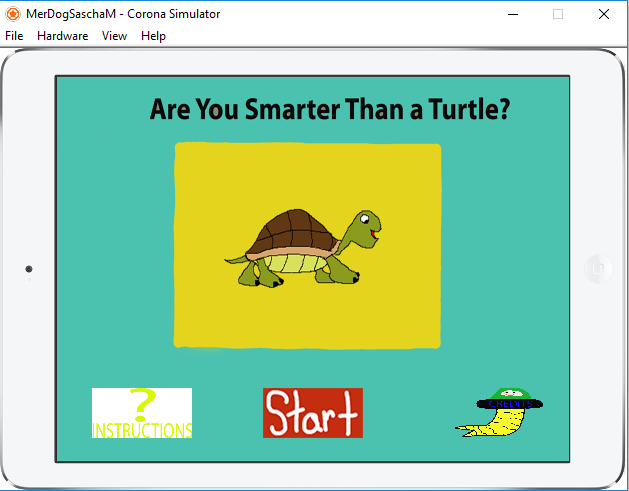 MerDogSaschaM - Corona Simulator
File Hardware View Help
Are You Smarter Than a Turtle?
?
INSTRUCTIONS
Start
CREDITS